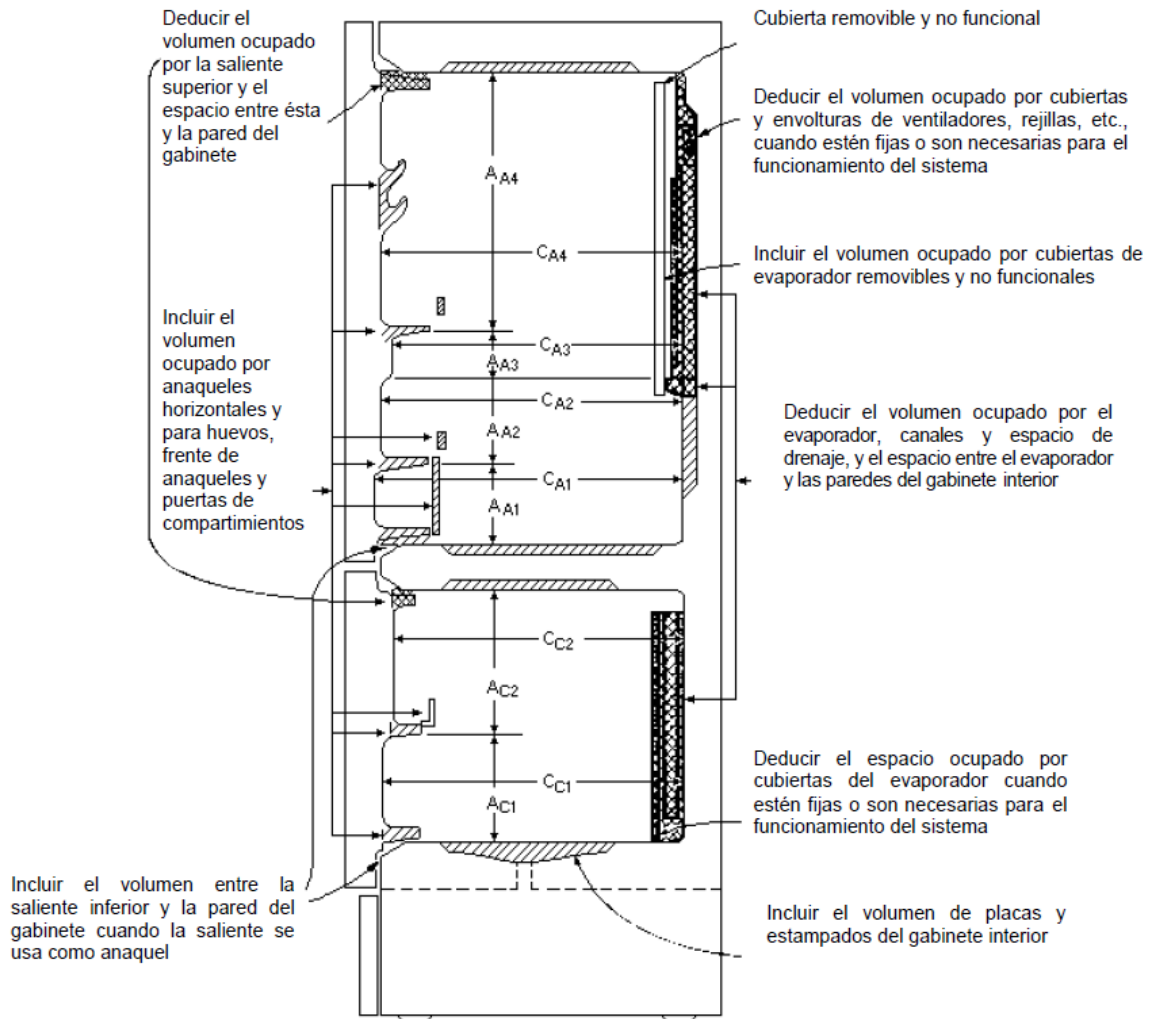 Deducir el
volumen ocupado
por la saliente
superior y el
espacio entre ésta
y la pared del
gabinete
Cubierta removible y no funcional
Deducir el volumen ocupado por cubiertas
y envolturas de ventiladores, rejillas, etc.,
cuando estén fijas o son necesarias para el
funcionamiento del sistema
A A4
C A4
Incluir el volumen ocupado por cubiertas de
evaporador removibles y no funcionales
Incluir el
volumen
ocupado por
anaqueles
horizontales y
para huevos,
frente de
anaqueles y
puertas de
compartimientos
C A3
A A3
C A2
A A2
C A1
A A1
Deducir el volumen ocupado por el
evaporador, canales y espacio de
drenaje, y el espacio entre el evaporador
y las paredes del gabinete interior
C C2
A C2
C C1
A C1
Deducir el espacio ocupado por
cubiertas del evaporador cuando
estén fijas o son necesarias para el
funcionamiento del sistema
Incluir el volumen entre la
saliente inferior y la pared del
gabinete cuando la saliente se
usa como anaquel
Incluir el volumen de placas y
estampados del gabinete interior